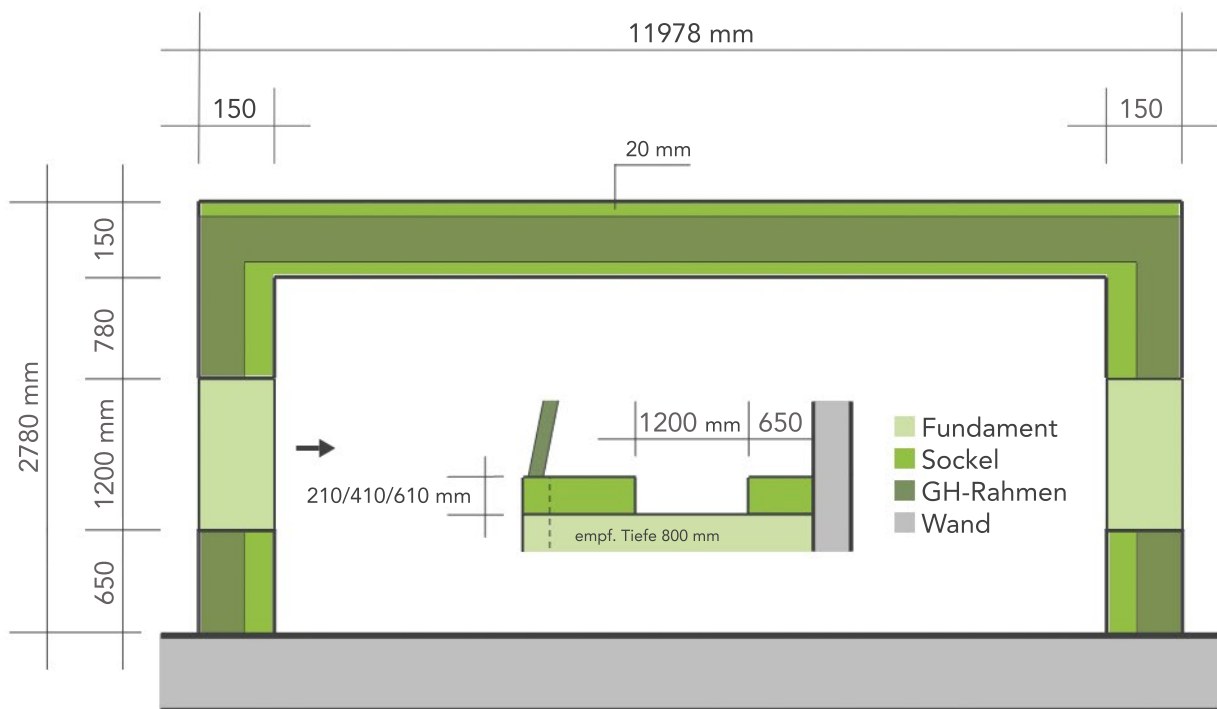 11978 mm
150
150
20 mm
150
780
2780 mm
1200 mm
650
1200 mm
650
210/410/610 mm
empf. Tiefe 800 mm
Fundament
Sockel
GH-Rahmen
Wand